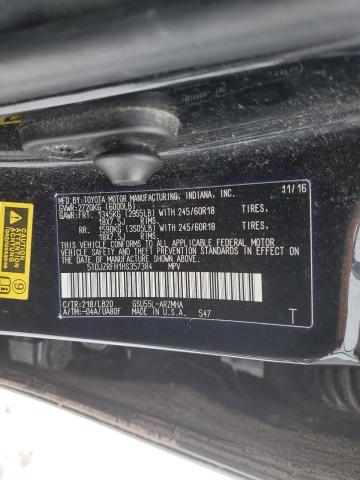 MFD.BY:TOYOTA MOTOR MANUFACTURING, INDIANA, INC. 11/16
GVWR:2720KG (6000LB)
GAWR:FRT. 1345KG (2955LB) WITH 245/60R18 TIRES,
18X7.5J RIMS.
RR. 1590KG (3505LB) WITH 245/60R18 TIRES,
18X7.5J RIMS.
THIS VEHICLE CONFORMS TO ALL APPLICABLE FEDERAL MOTOR
VEHICLE SAFETY AND THEFT PREVENTION STANDARDS IN EFFECT
ON THE DATE OF MANUFACTURE SHOWN ABOVE.
5TDJZRFH1HS357384 MPV
C/TR:218/LB20 GSU55L-ARZMHA
A/TM:-04A/UA80F MADE IN U.S.A. 547 T